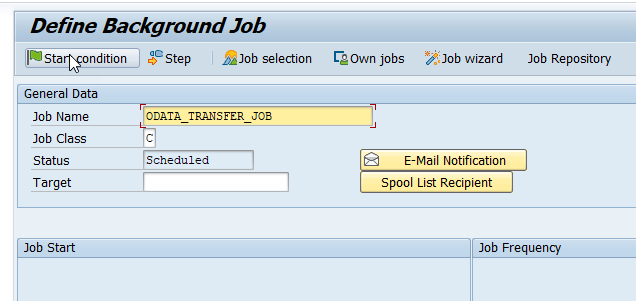 Define Background Job
Start condition Step Job selection Own jobs Job wizard Job Repository
General Data
Job Name ODATA_TRANSFER_JOB
Job Class C
Status Scheduled E-Mail Notification
Target Spool List Recipient
Job Start Job Frequency